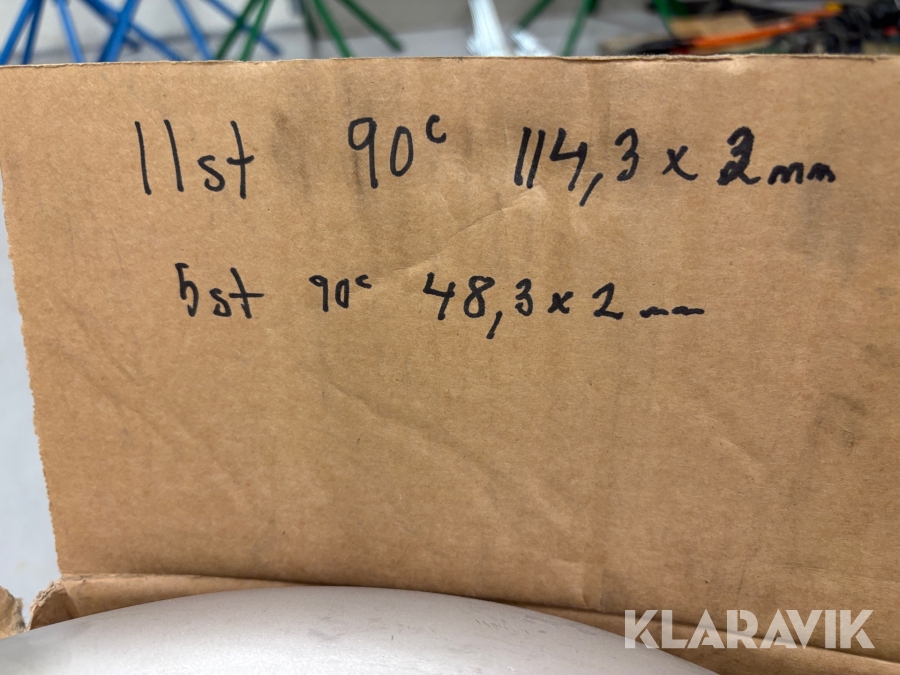 11st 90° 114,3 x 2mm
5st 90° 48,3 x 2mm
KLARAVIK